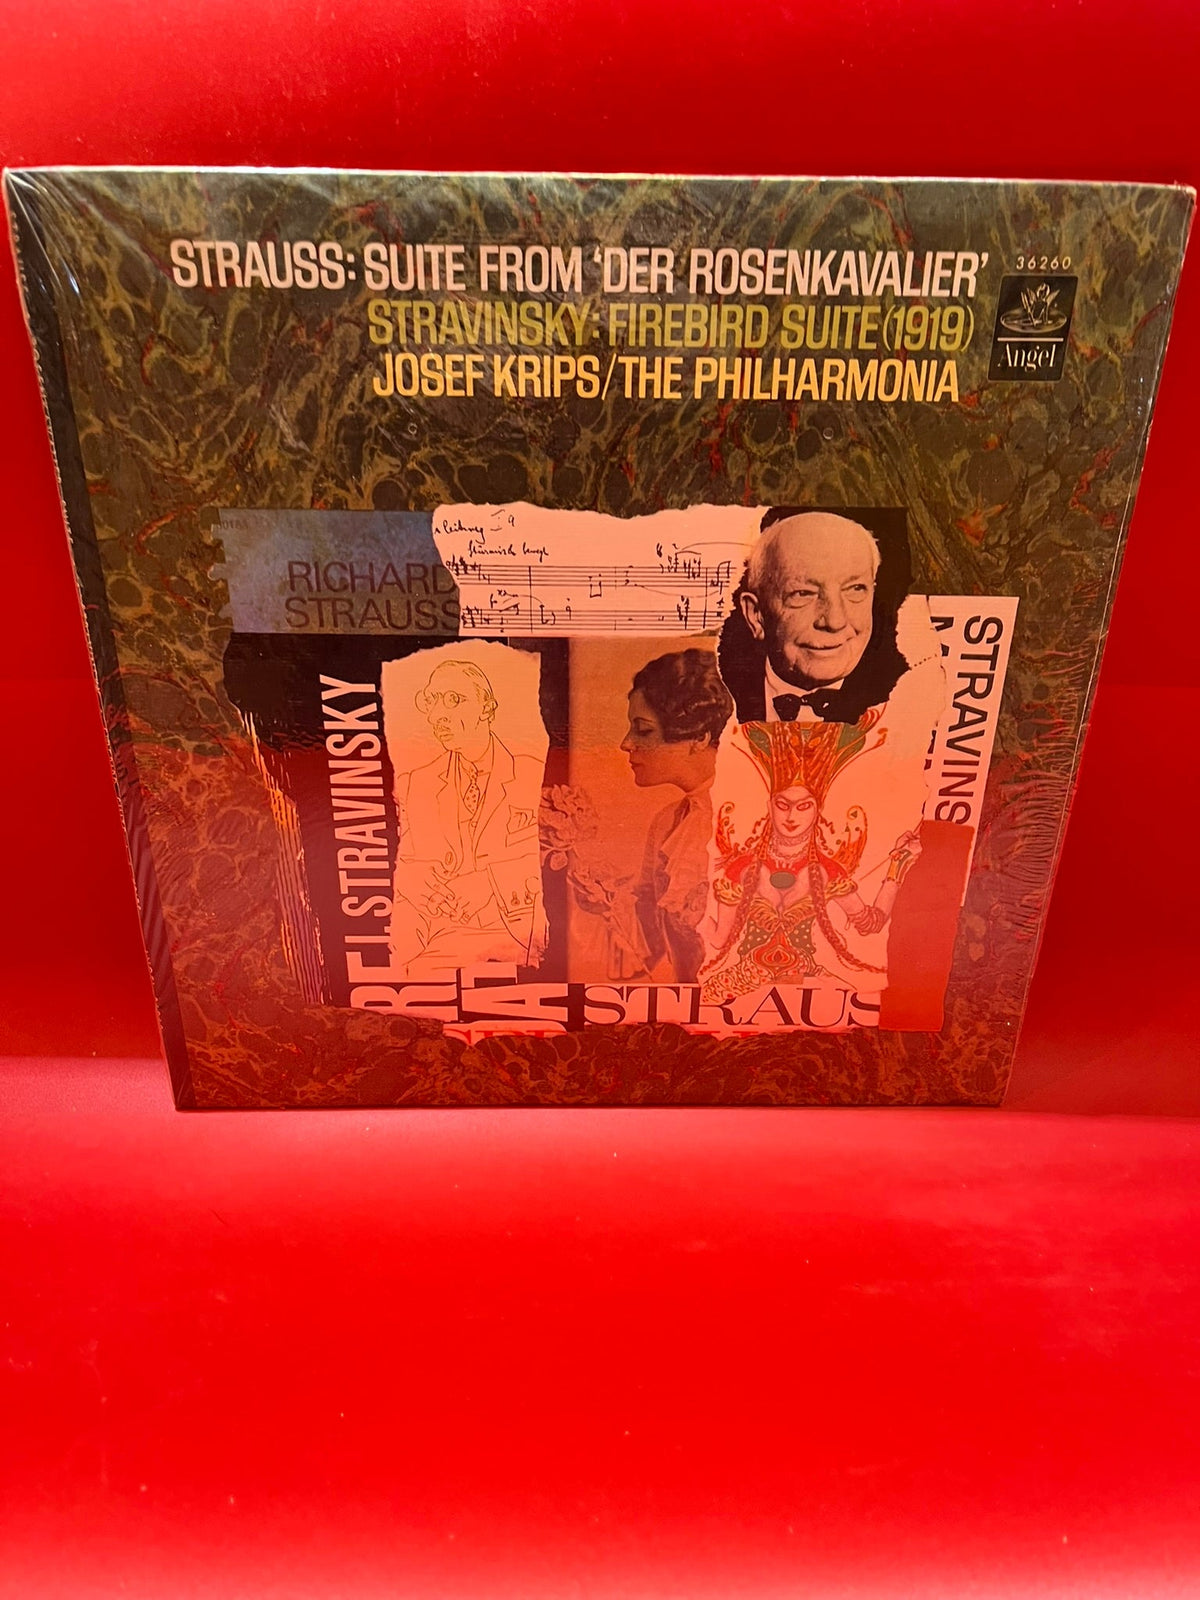 STRAUSS: SUITE FROM 'DER ROSENKAVALIER'
STRAVINSKY: FIREBIRD SUITE (1919)
JOSEF KRIPS/THE PHILHARMONIA
36260
Angel
RICHARD
STRAUSS
I. STRAVINSKY
STRAVINS
RE
STRAUS